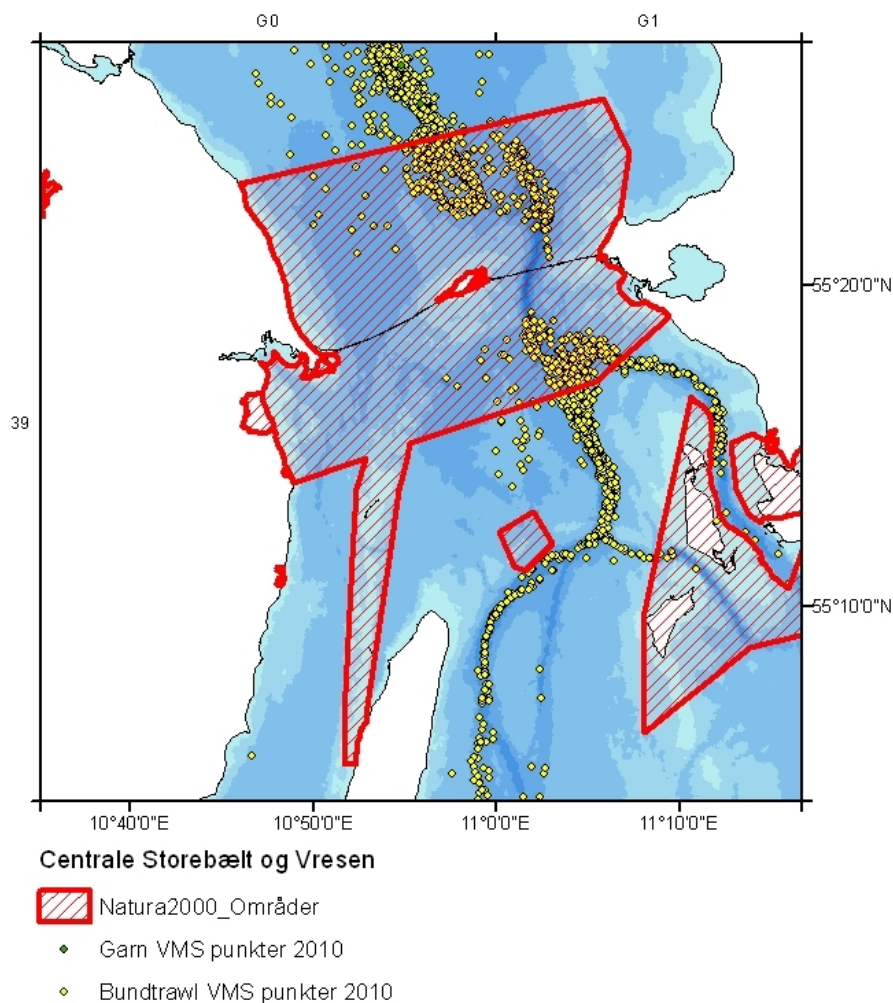 G0 G1
55°20'0"N
39
55°10'0"N
10°40'0"E 10°50'0"E 11°0'0"E 11°10'0"E
Centrale Storebælt og Vresen
Natura2000_Områder
Garn VMS punkter 2010
Bundtrawl VMS punkter 2010